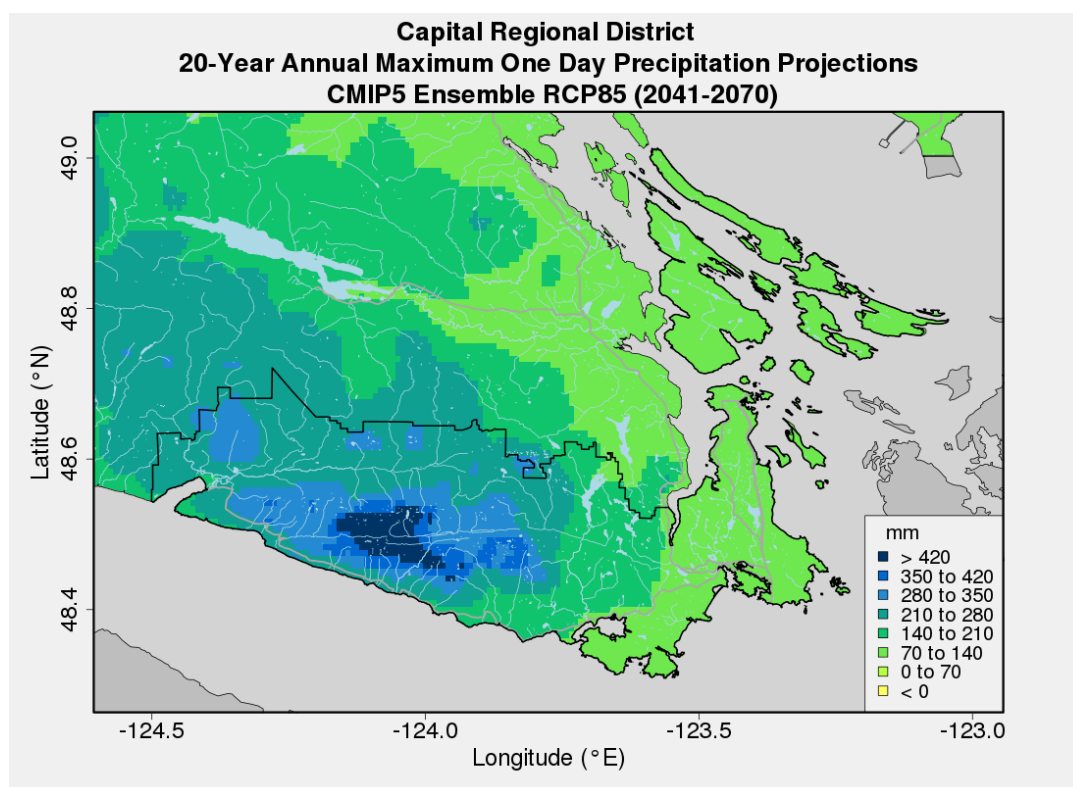 Capital Regional District
20-Year Annual Maximum One Day Precipitation Projections
CMIP5 Ensemble RCP85 (2041-2070)
49.0
48.8
48.6
48.4
Latitude (°N)
mm
> 420
350 to 420
280 to 350
210 to 280
140 to 210
70 to 140
0 to 70
< 0
-124.5
-124.0
-123.5
-123.0
Longitude (°E)